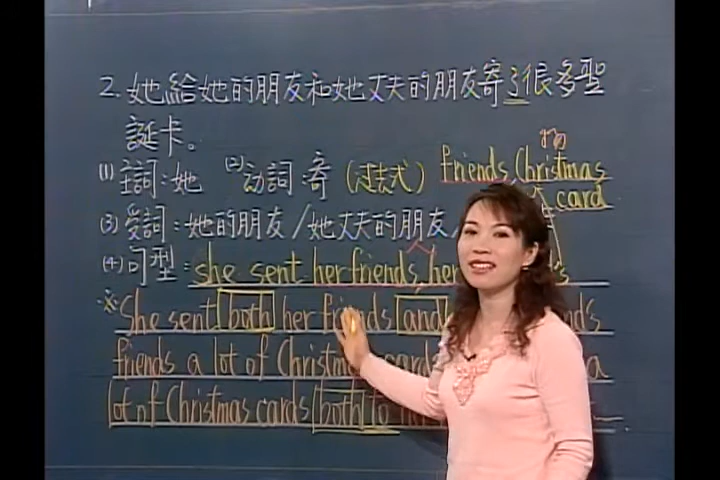 2. 她給她的朋友和她丈夫的朋友寄了很多聖
誕卡。
(1) 主詞:她 (2) 动詞:寄 (过去式) friends, Christmas
card
(3) 受詞:她的朋友/她丈夫的朋友/
(4) 句型:she sent her friends, her
※ She sent both her friends and
friends a lot of Christmas cards. a
lot of Christmas cards both to